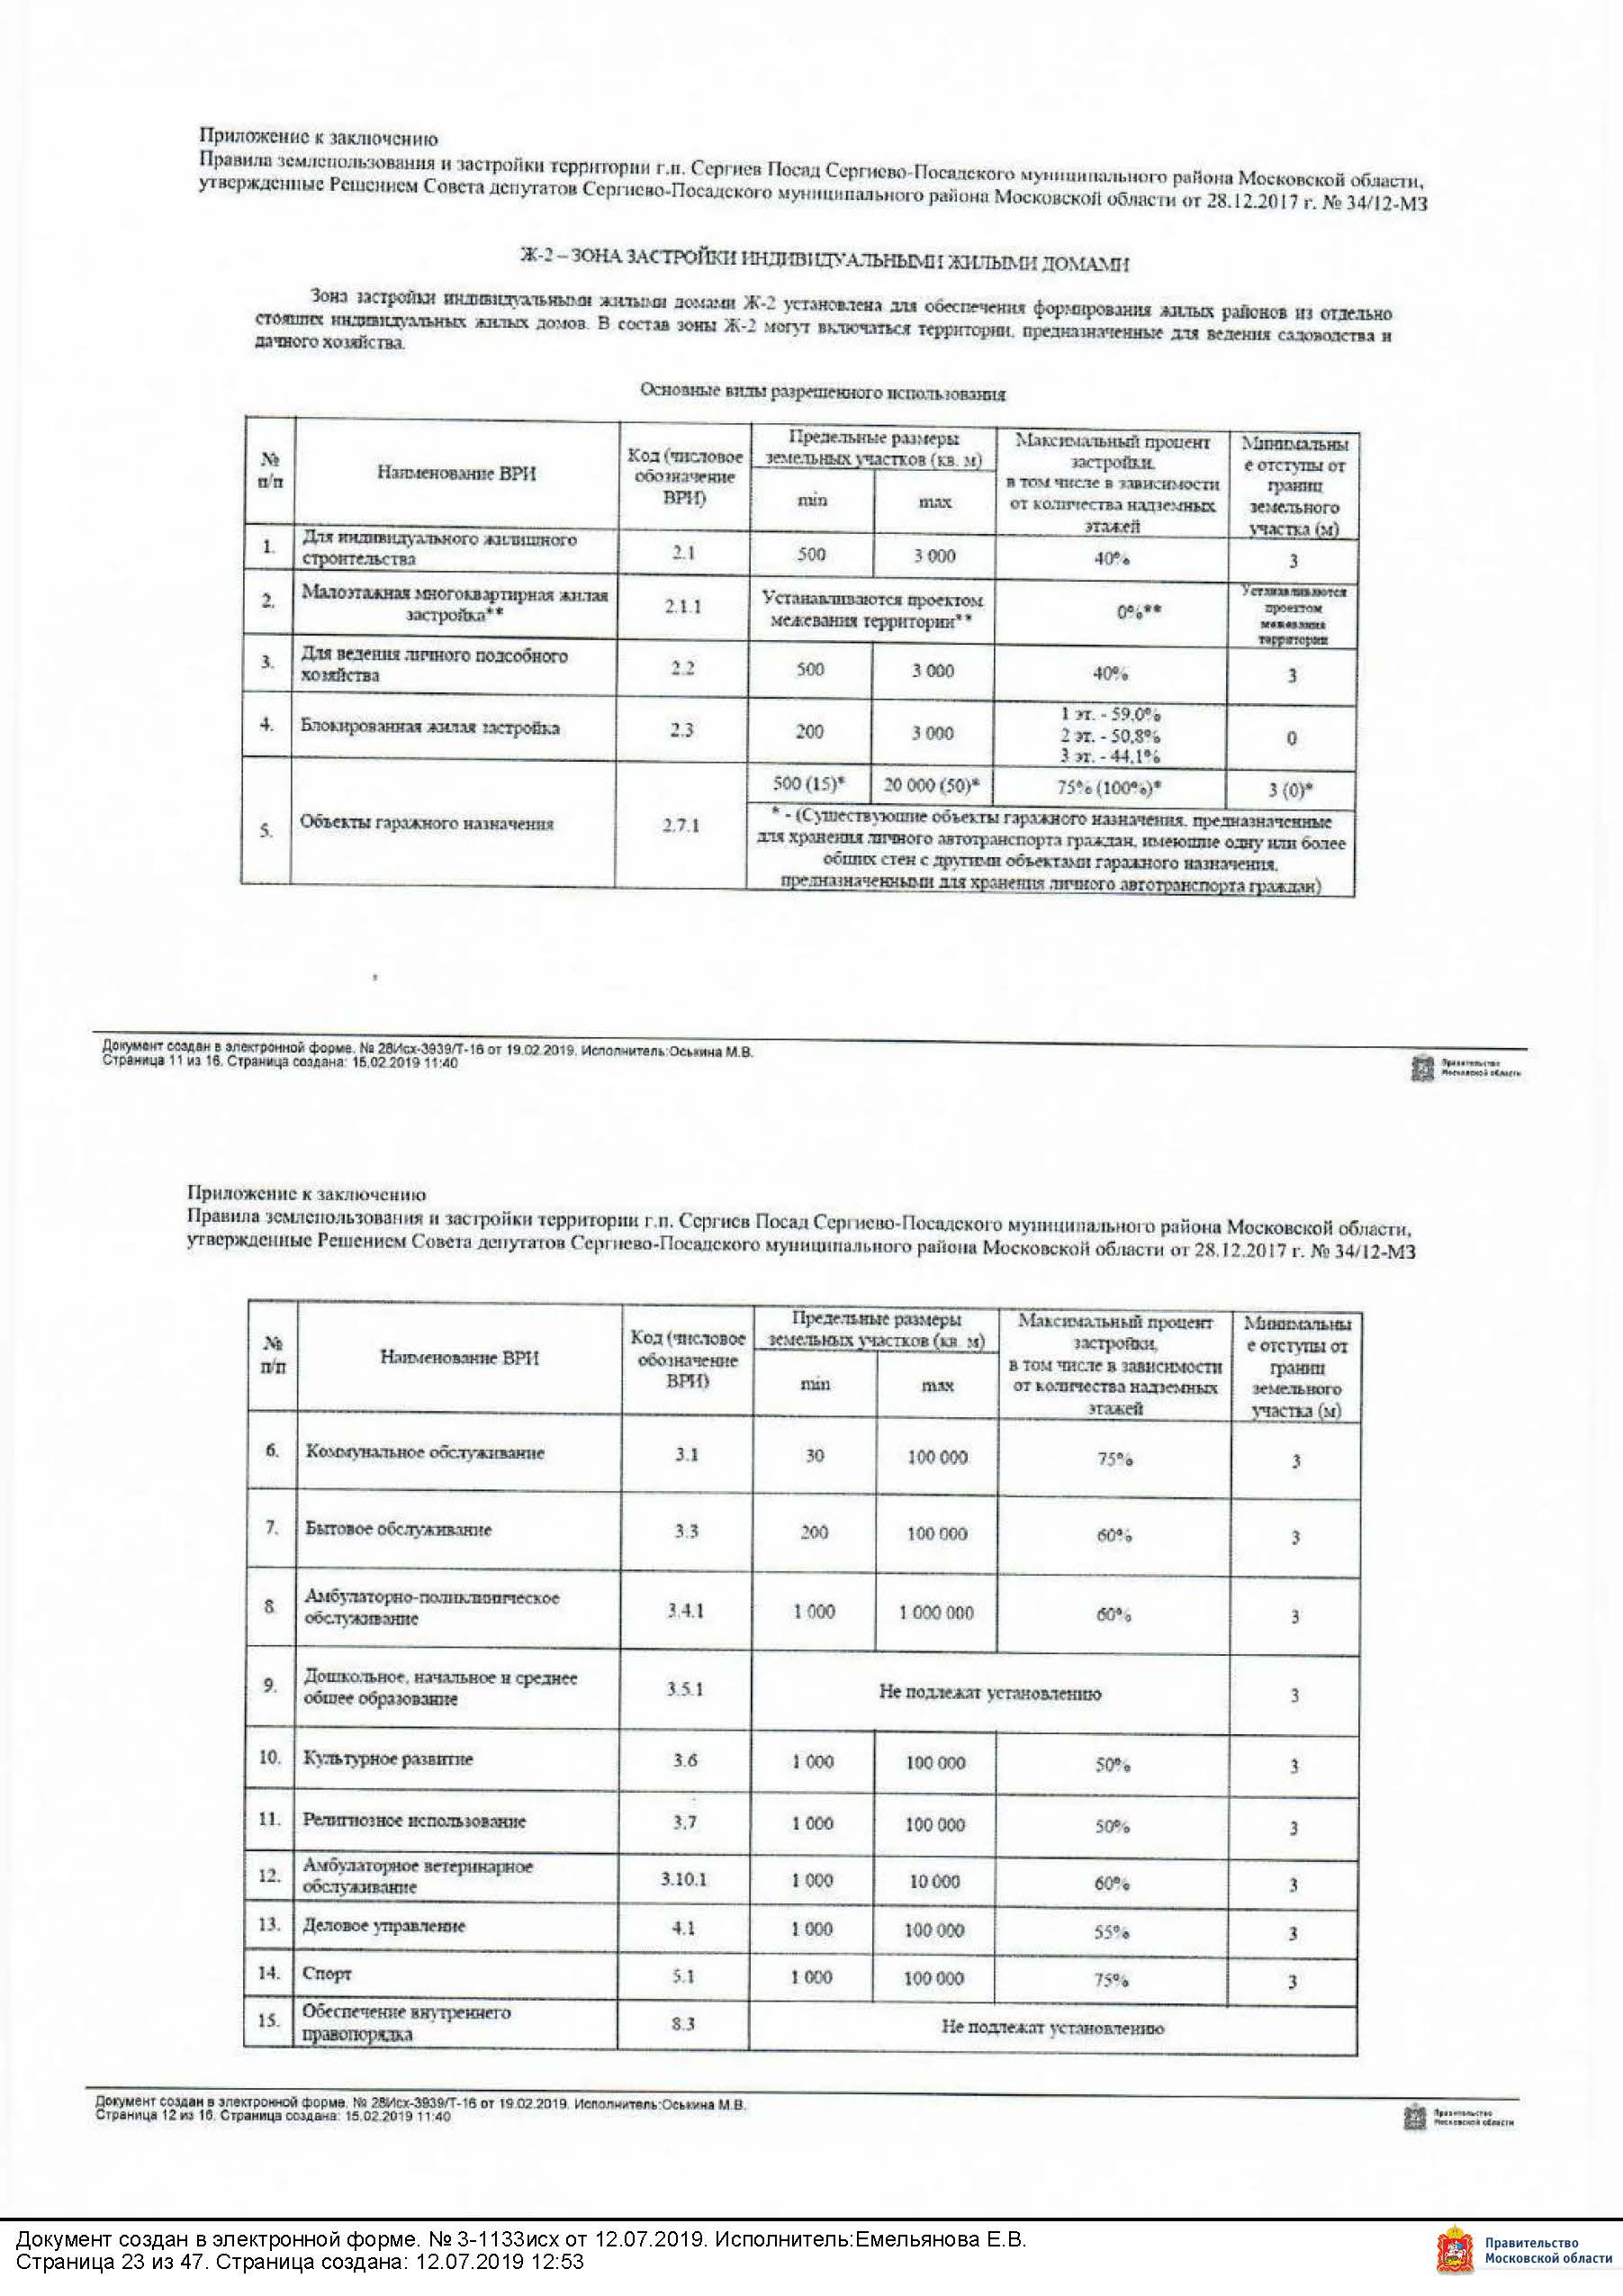 Приложение к заключению
Правила землепользования и застройки территории г.п. Сергиев Посад Сергиево-Посадского муниципального района Московской области,
утвержденные Решением Совета депутатов Сергиево-Посадского муниципального района Московской области от 28.12.2017 г. № 34/12-МЗ
Ж-2 – ЗОНА ЗАСТРОЙКИ ИНДИВИДУАЛЬНЫМИ ЖИЛЫМИ ДОМАМИ
Зона застройки индивидуальными жилыми домами Ж-2 установлена для обеспечения формирования жилых районов из отдельно
стоящих индивидуальных жилых домов. В состав зоны Ж-2 могут включаться территории, предназначенные для ведения садоводства и
дачного хозяйства.
Основные виды разрешенного использования
№ п/п Наименование ВРИ Код (числовое обозначение ВРИ) Предельные размеры земельных участков (кв. м) Максимальный процент застройки, в том числе в зависимости от количества надземных этажей Минимальны е отступы от границ земельного участка (м)
min max
1. Для индивидуального жилищного строительства 2.1 500 3 000 40% 3
2. Малоэтажная многоквартирная жилая застройка** 2.1.1 Устанавливаются проектом межевания территории** 0%** Устанавливаются проектом межевания территории
3. Для ведения личного подсобного хозяйства 2.2 500 3 000 40% 3
4. Блокированная жилая застройка 2.3 200 3 000 1 эт. - 59,0% 2 эт. - 50,8% 3 эт. - 44,1% 0
5. Объекты гаражного назначения 2.7.1 500 (15)* 20 000 (50)* 75% (100%)* 3 (0)*
* - (Существующие объекты гаражного назначения, предназначенные
для хранения личного автотранспорта граждан, имеющие одну или более
общих стен с другими объектами гаражного назначения,
предназначенными для хранения личного автотранспорта граждан)
Документ создан в электронной форме. № 28Исх-3939/Т-16 от 19.02.2019. Исполнитель:Оськина М.В.
Страница 11 из 16. Страница создана: 15.02.2019 11:40
Правительство
Московской области
Приложение к заключению
Правила землепользования и застройки территории г.п. Сергиев Посад Сергиево-Посадского муниципального района Московской области,
утвержденные Решением Совета депутатов Сергиево-Посадского муниципального района Московской области от 28.12.2017 г. № 34/12-МЗ
№ п/п Наименование ВРИ Код (числовое обозначение ВРИ) Предельные размеры земельных участков (кв. м) Максимальный процент застройки, в том числе в зависимости от количества надземных этажей Минимальны е отступы от границ земельного участка (м)
min max
6. Коммунальное обслуживание 3.1 30 100 000 75% 3
7. Бытовое обслуживание 3.3 200 100 000 60% 3
8. Амбулаторно-поликлиническое обслуживание 3.4.1 1 000 1 000 000 60% 3
9. Дошкольное, начальное и среднее общее образование 3.5.1 Не подлежат установлению 3
10. Культурное развитие 3.6 1 000 100 000 50% 3
11. Религиозное использование 3.7 1 000 100 000 50% 3
12. Амбулаторное ветеринарное обслуживание 3.10.1 1 000 10 000 60% 3
13. Деловое управление 4.1 1 000 100 000 55% 3
14. Спорт 5.1 1 000 100 000 75% 3
15. Обеспечение внутреннего правопорядка 8.3 Не подлежат установлению
Документ создан в электронной форме. № 28Исх-3939/Т-16 от 19.02.2019. Исполнитель:Оськина М.В.
Страница 12 из 16. Страница создана: 15.02.2019 11:40
Правительство
Московской области
Документ создан в электронной форме. № 3-1133исх от 12.07.2019. Исполнитель:Емельянова Е.В.
Страница 23 из 47. Страница создана: 12.07.2019 12:53
Правительство
Московской области